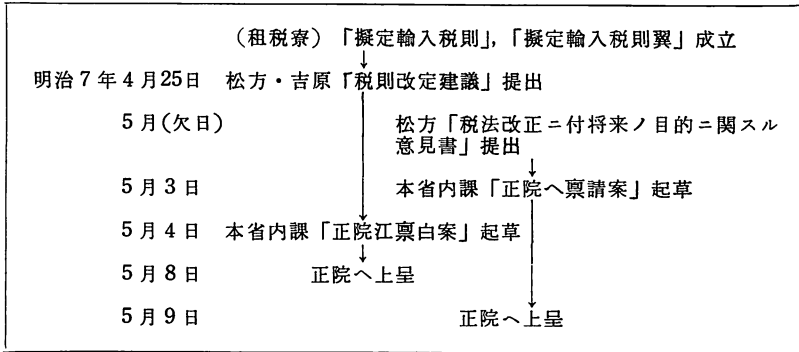 (租税寮)「擬定輸入税則」，「擬定輸入税則翼」成立
明治7年4月25日 松方・吉原「税則改定建議」提出
5月(欠日) 松方「税法改正ニ付将来ノ目的ニ関スル
意見書」提出
5月3日 本省内課「正院ヘ稟請案」起草
5月4日 本省内課「正院江稟白案」起草
5月8日 正院へ上呈
5月9日 正院へ上呈